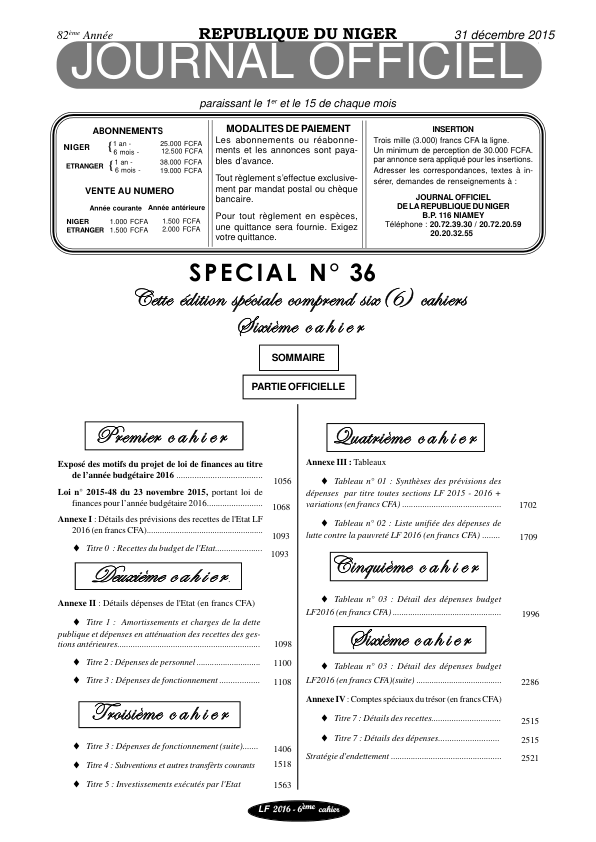 82ème Année
REPUBLIQUE DU NIGER
31 décembre 2015
JOURNAL OFFICIEL
paraissant le 1er et le 15 de chaque mois
ABONNEMENTS
NIGER { 1 an - 25.000 FCFA
6 mois - 12.500 FCFA
ETRANGER { 1 an - 38.000 FCFA
6 mois - 19.000 FCFA
VENTE AU NUMERO
Année courante Année antérieure
NIGER 1.000 FCFA 1.500 FCFA
ETRANGER 1.500 FCFA 2.000 FCFA
MODALITES DE PAIEMENT
Les abonements ou réabonne-
ments et les annonces sont paya-
bles d'avance.
Tout règlement s'effectue exclusive-
ment par mandat postal ou chèque
bancaire.
Pour tout règlement en espèces,
une quittance sera fournie. Exigez
votre quittance.
INSERTION
Trois mille (3.000) francs CFA la ligne.
Un minimum de perception de 30.000 FCFA.
par annonce sera appliqué pour les insertions.
Adresser les correspondances, textes à in-
sérer, demandes de renseignements à :
JOURNAL OFFICIEL
DE LA REPUBLIQUE DU NIGER
B.P. 116 NIAMEY
Téléphone : 20.72.39.30 / 20.72.20.59
20.20.32.55
SPECIAL N° 36
Cette édition spéciale comprend six (6) cahiers
Sixième cahier
SOMMAIRE
PARTIE OFFICIELLE
Premier cahier
Exposé des motifs du projet de loi de finances au titre
de l'année budgétaire 2016 ................................... 1056
Loi n° 2015-48 du 23 novembre 2015, portant loi de
finances pour l'année budgétaire 2016....................... 1068
Annexe I : Détails des prévisions des recettes de l'Etat LF
2016 (en francs CFA)............................................... 1093
♦ Titre 0 : Recettes du budget de l'Etat................... 1093
Deuxième cahier
Annexe II : Détails dépenses de l'Etat (en francs CFA)
♦ Titre 1 : Amortissements et charges de la dette
publique et dépenses en atténuation des recettes des ges-
tions antérieures.......................................................... 1098
♦ Titre 2 : Dépenses de personnel .......................... 1100
♦ Titre 3 : Dépenses de fonctionnement ................. 1108
Troisième cahier
♦ Titre 3 : Dépenses de fonctionnement (suite)....... 1406
♦ Titre 4 : Subventions et autres transfèrts courants 1518
♦ Titre 5 : Investissements exécutés par l'Etat 1563
Quatrième cahier
Annexe III : Tableaux
♦ Tableau n° 01 : Synthèses des prévisions des
dépenses par titre toutes sections LF 2015 - 2016 +
variations (en francs CFA) ......................................... 1702
♦ Tableau n° 02 : Liste unifiée des dépenses de
lutte contre la pauvreté LF 2016 (en francs CFA) ........ 1709
Cinquième cahier
♦ Tableau n° 03 : Détail des dépenses budget
LF2016 (en francs CFA) ............................................. 1996
Sixième cahier
♦ Tableau n° 03 : Détail des dépenses budget
LF2016 (en francs CFA)(suite) ................................... 2286
Annexe IV : Comptes spéciaux du trésor (en francs CFA)
♦ Titre 7 : Détails des recettes............................ 2515
♦ Titre 7 : Détails des dépenses......................... 2515
Stratégie d'endettement ............................................. 2521
LF 2016 - 6ème cahier